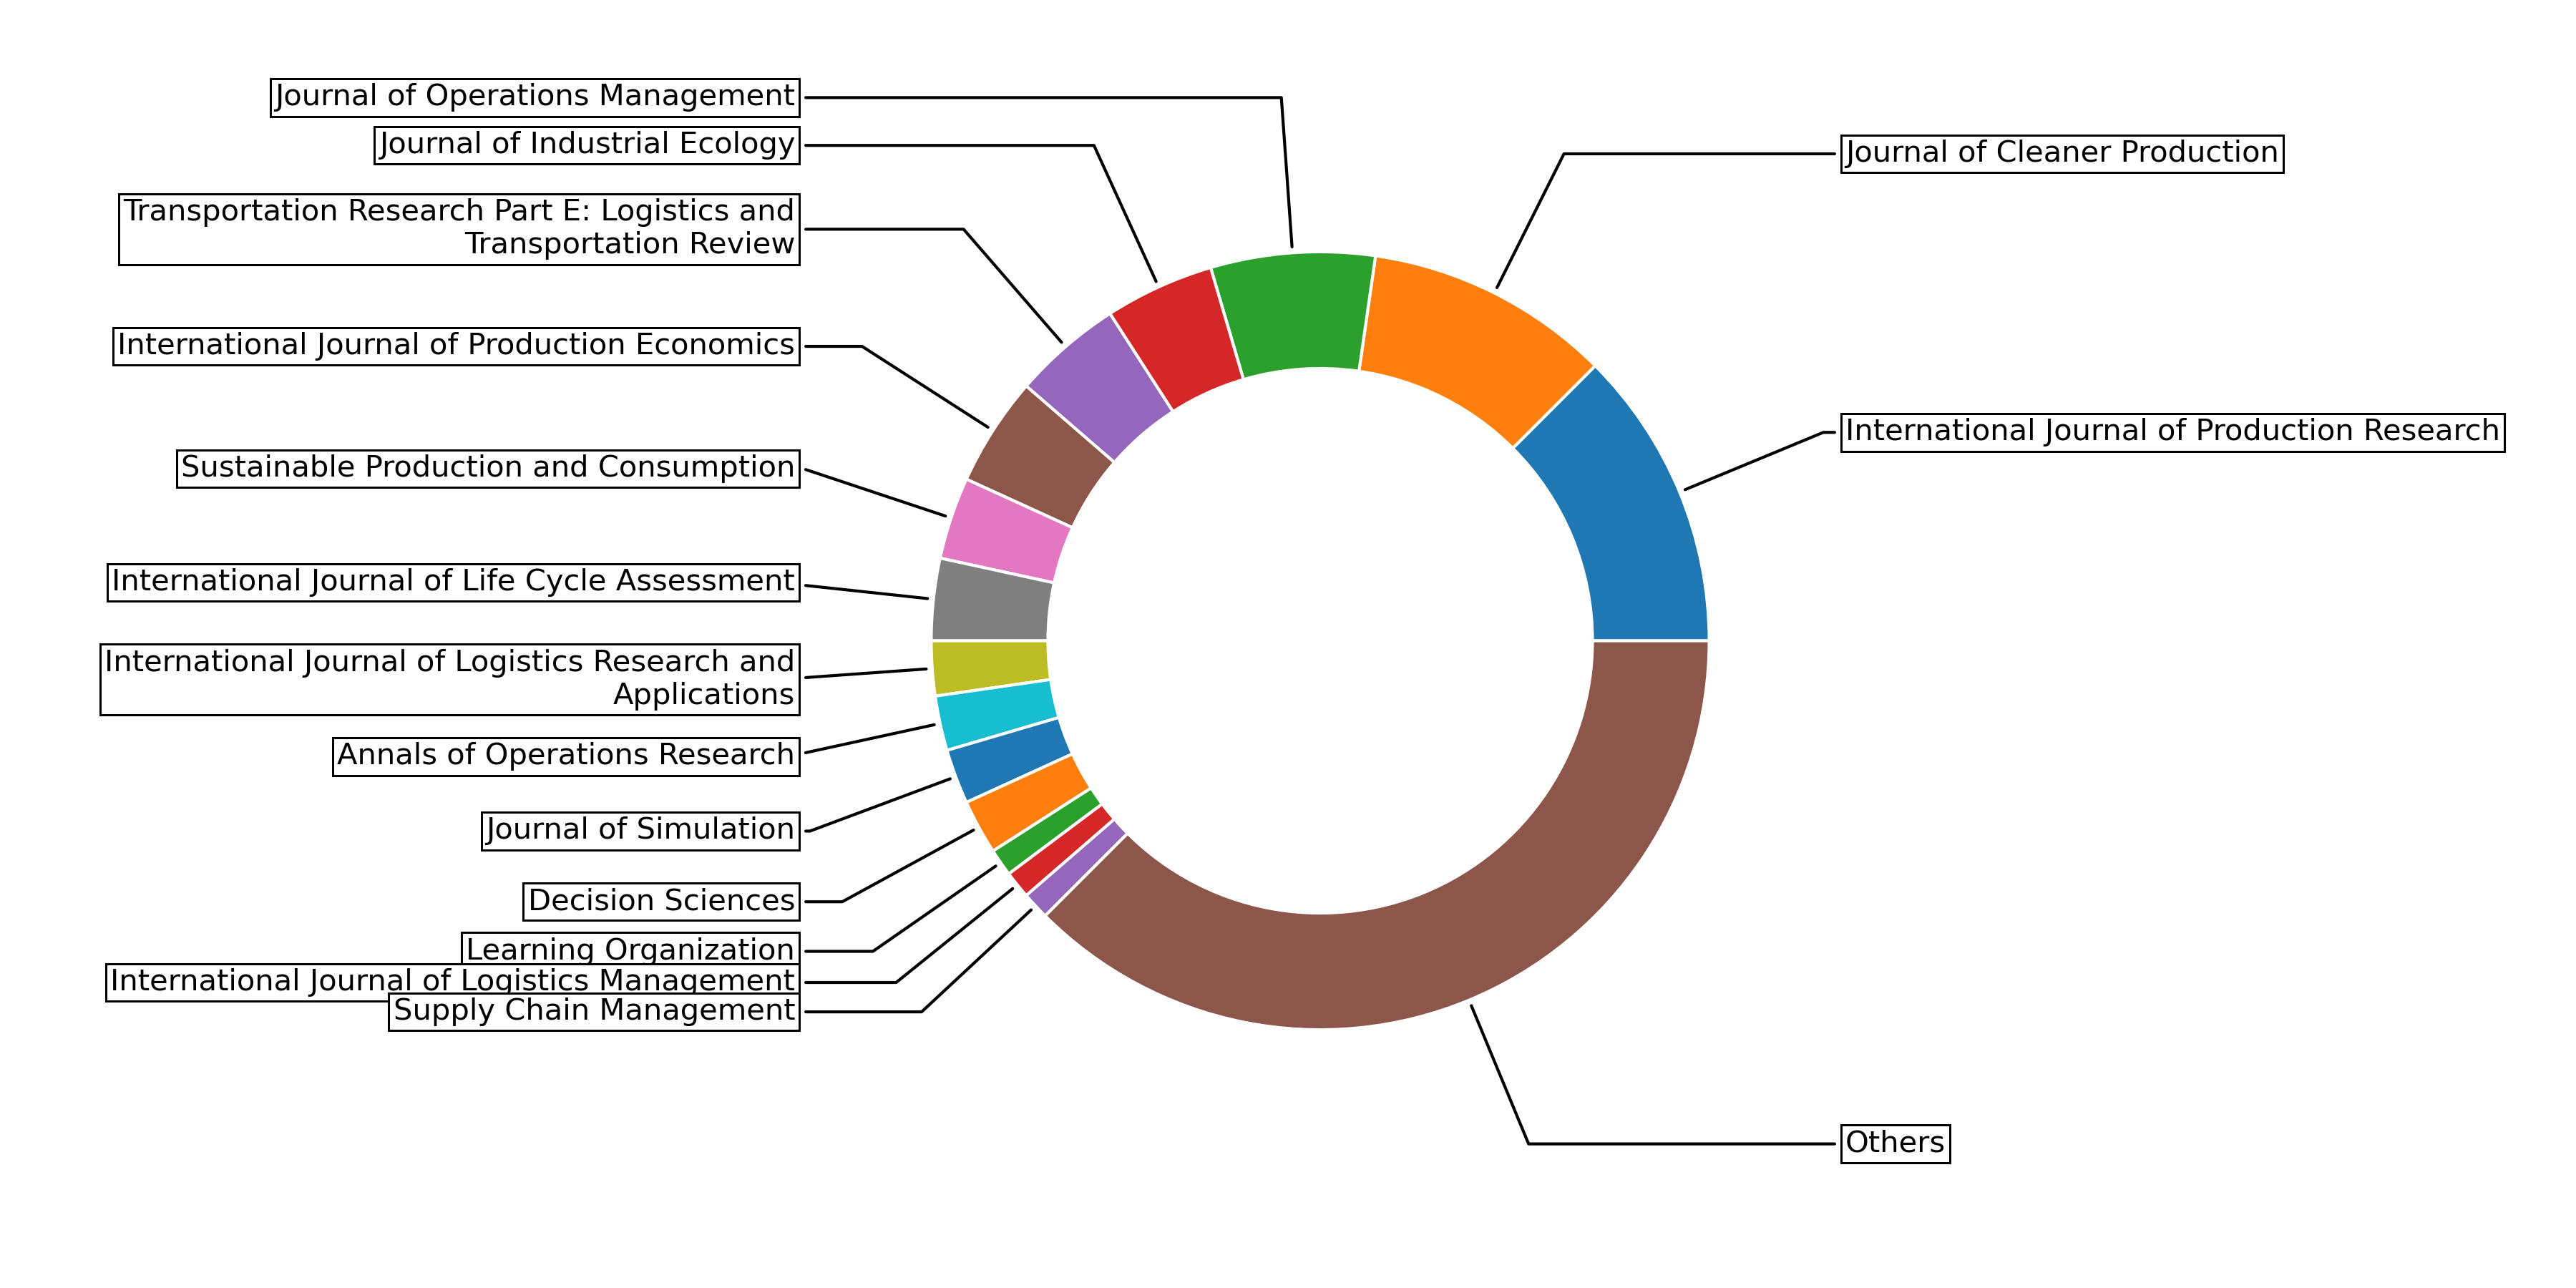 Journal of Operations Management
Journal of Industrial Ecology
Transportation Research Part E: Logistics and
Transportation Review
International Journal of Production Economics
Sustainable Production and Consumption
International Journal of Life Cycle Assessment
International Journal of Logistics Research and
Applications
Annals of Operations Research
Journal of Simulation
Decision Sciences
Learning Organization
International Journal of Logistics Management
Supply Chain Management
Journal of Cleaner Production
International Journal of Production Research
Others